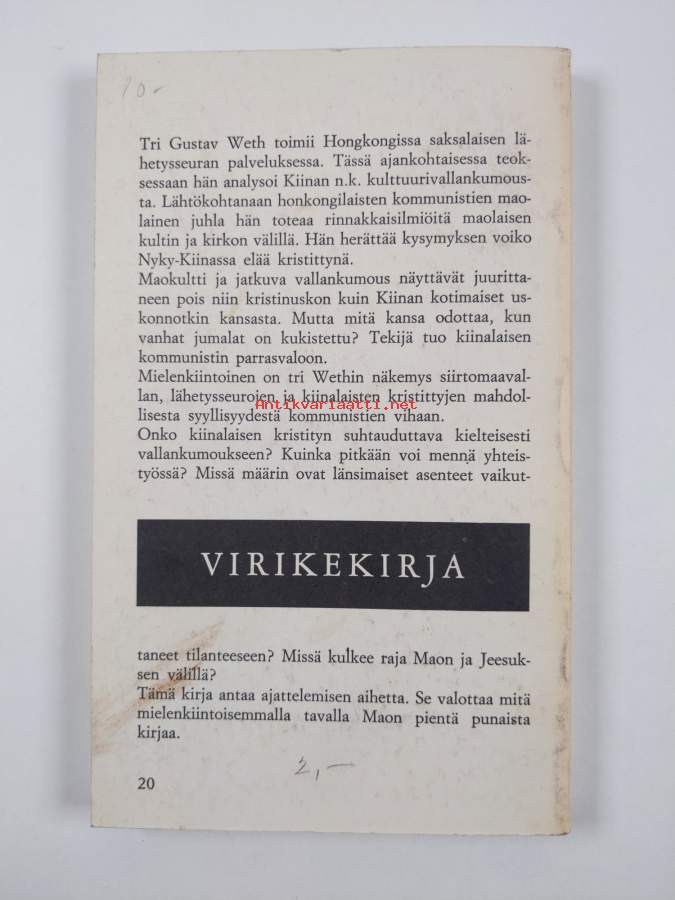 10.-
Tri Gustav Weth toimii Hongkongissa saksalaisen lä-
hetysseuran palveluksessa. Tässä ajankohtaisessa teok-
sessaan hän analysoi Kiinan n.k. kulttuurivallankumous-
ta. Lähtökohtanaan honkongilaisten kommunistien mao-
lainen juhla hän toteaa rinnakkaisilmiöitä maolaisen
kultin ja kirkon välillä. Hän herättää kysymyksen voiko
Nyky-Kiinassa elää kristittynä.
Maokultti ja jatkuva vallankumous näyttävät juuritta-
neen pois niin kristinuskon kuin Kiinan kotimaiset us-
konnotkin kansasta. Mutta mitä kansa odottaa, kun
vanhat jumalat on kukistettu? Tekijä tuo kiinalaisen
kommunistin parrasvaloon.
Mielenkiintoinen on tri Wethin näkemys siirtomaaval-
lan, lähetysseurojen ja kiinalaisten kristittyjen mahdol-
Antikvariaatti.net
lisesta syyllisyydestä kommunistien vihaan.
Onko kiinalaisen kristityn suhtauduttava kielteisesti
vallankumoukseen? Kuinka pitkään voi mennä yhteis-
työssä? Missä määrin ovat länsimaiset asenteet vaikut-
VIRIKEKIRJA
taneet tilanteeseen? Missä kulkee raja Maon ja Jeesuk-
sen välillä?
Tämä kirja antaa ajattelemisen aihetta. Se valottaa mitä
mielenkiintoisemmalla tavalla Maon pientä punaista
kirjaa.
2,-
20